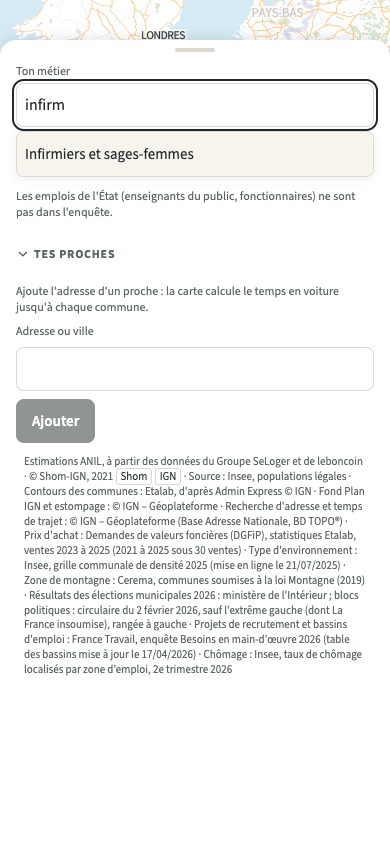 PAYS-BAS
LONDRES
Ton métier
infirm
Infirmiers et sages-femmes
Les emplois de l'État (enseignants du public, fonctionnaires) ne sont
pas dans l'enquête.
TES PROCHES
Ajoute l'adresse d'un proche : la carte calcule le temps en voiture
jusqu'à chaque commune.
Adresse ou ville
Ajouter
Estimations ANIL, à partir des données du Groupe SeLoger et de leboncoin
· © Shom-IGN, 2021 Shom IGN · Source : Insee, populations légales ·
Contours des communes : Etalab, d'après Admin Express © IGN · Fond Plan
IGN et estompage : © IGN – Géoplateforme · Recherche d'adresse et temps
de trajet : © IGN – Géoplateforme (Base Adresse Nationale, BD TOPO®) ·
Prix d'achat : Demandes de valeurs foncières (DGFiP), statistiques Etalab,
ventes 2023 à 2025 (2021 à 2025 sous 30 ventes) · Type d'environnement :
Insee, grille communale de densité 2025 (mise en ligne le 21/07/2025) ·
Zone de montagne : Cerema, communes soumises à la loi Montagne (2019)
· Résultats des élections municipales 2026 : ministère de l'Intérieur ; blocs
politiques : circulaire du 2 février 2026, sauf l'extrême gauche (dont La
France insoumise), rangée à gauche · Projets de recrutement et bassins
d'emploi : France Travail, enquête Besoins en main-d'œuvre 2026 (table
des bassins mise à jour le 17/04/2026) · Chômage : Insee, taux de chômage
localisés par zone d'emploi, 2e trimestre 2026